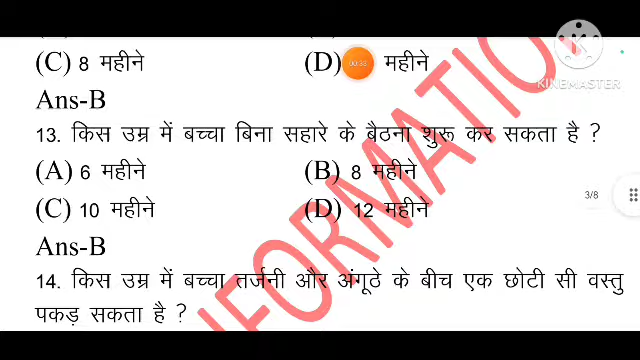 (C) 8 महीने (D) महीने
Ans-B
13. किस उम्र में बच्चा बिना सहारे के बैठना शुरू कर सकता है ?
(A) 6 महीने (B) 8 महीने
(C) 10 महीने (D) 12 महीने
Ans-B
14. किस उम्र में बच्चा तर्जनी और अंगूठे के बीच एक छोटी सी वस्तु
पकड़ सकता है ?
KINEMASTER
3/8
INFORMATION